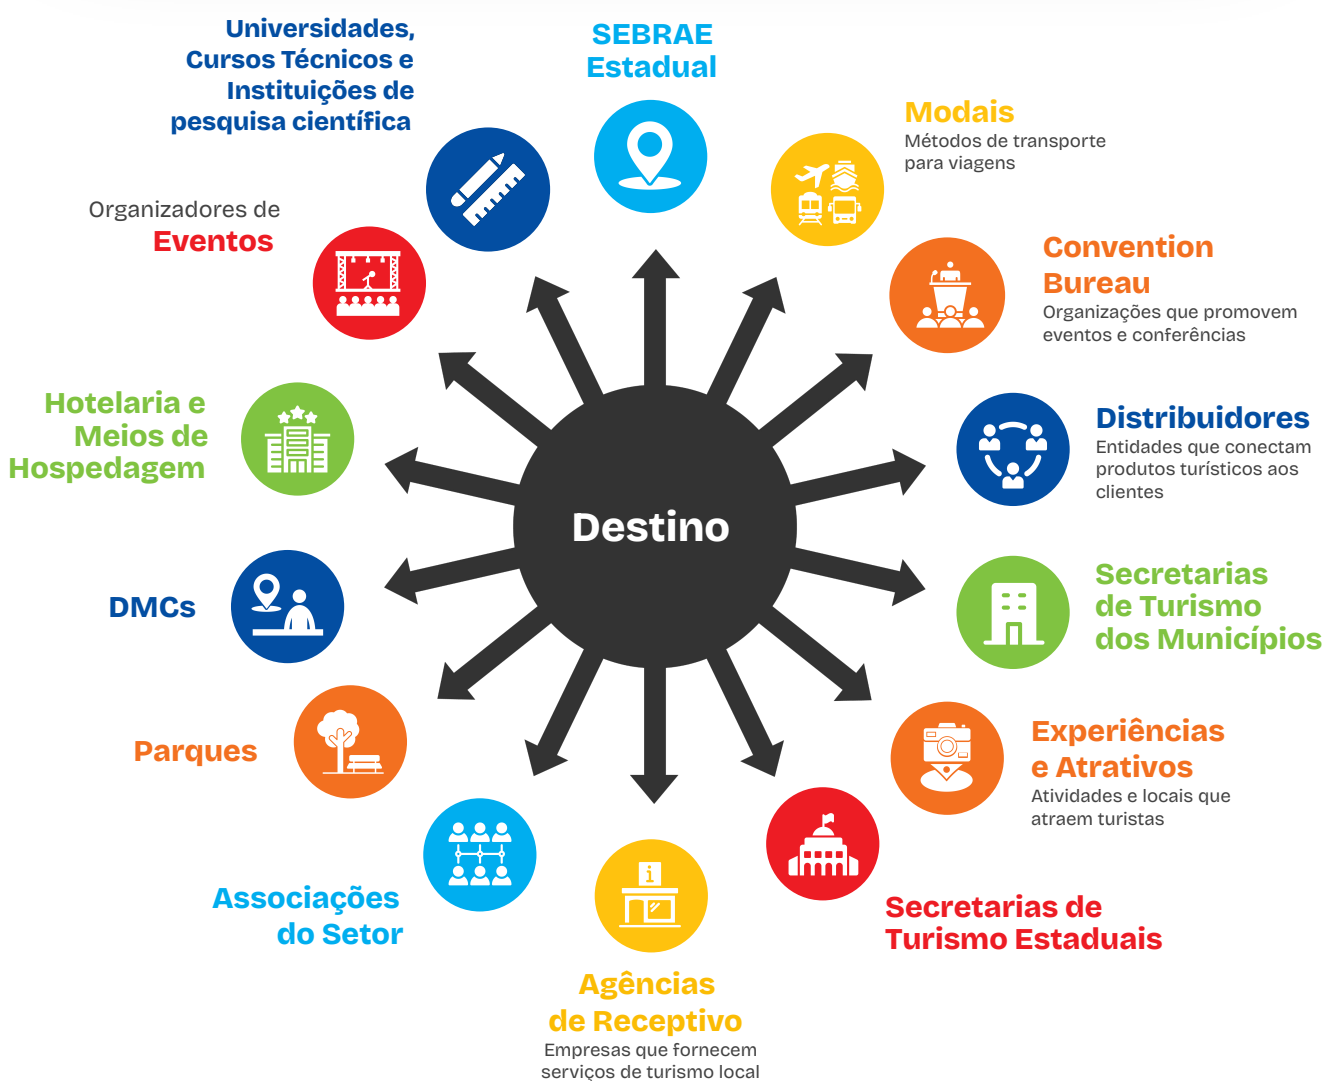 Universidades,
Cursos Técnicos e
Instituições de
pesquisa científica
SEBRAE
Estadual
Modais
Métodos de transporte
para viagens
Organizadores de
Eventos
Convention
Bureau
Organizações que promovem
eventos e conferências
Hotelaria e
Meios de
Hospedagem
Distribuidores
Entidades que conectam
produtos turísticos aos
clientes
Destino
DMCs
Secretarias
de Turismo
dos Municípios
Parques
Experiências
e Atrativos
Atividades e locais que
atraem turistas
Associações
do Setor
i
Secretarias de
Turismo Estaduais
Agências
de Receptivo
Empresas que fornecem
serviços de turismo local